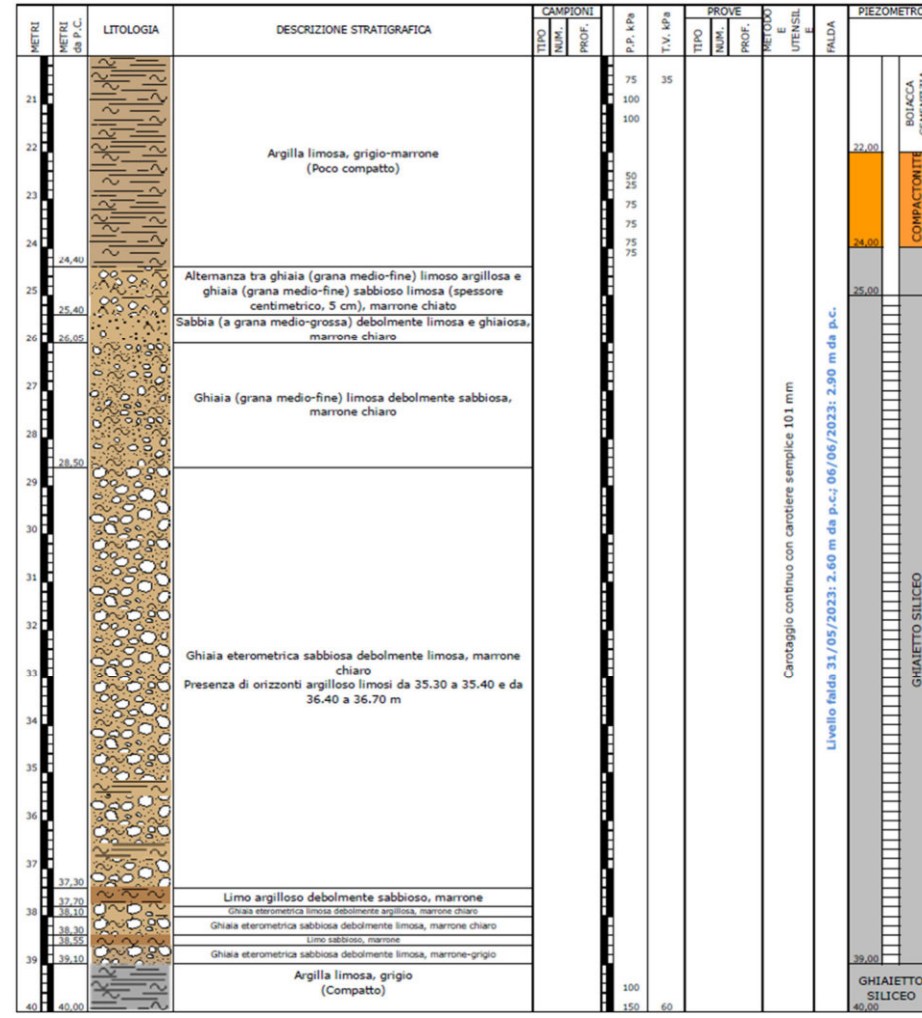 METRI
METRI da P.C.
LITOLOGIA
DESCRIZIONE STRATIGRAFICA
CAMPIONI
TIPO
NUM.
PROF.
P.P. kPa
T.V. kPa
PROVE
TIPO
NUM.
PROF.
METODO
E
UTENSIL
E
FALDA
PIEZOMETRO
21
22
23
24
25
26
27
28
29
30
31
32
33
34
35
36
37
38
39
40
24,40
25,40
26,05
28,50
37,30
37,70
38,10
38,30
38,55
39,10
40,00
Argilla limosa, grigio-marrone
(Poco compatto)
Alternanza tra ghiaia (grana medio-fine) limoso argillosa e
ghiaia (grana medio-fine) sabbioso limosa (spessore
centimetrico, 5 cm), marrone chiato
Sabbia (a grana medio-grossa) debolmente limosa e ghiaiosa,
marrone chiaro
Ghiaia (grana medio-fine) limosa debolmente sabbiosa,
marrone chiaro
Ghiaia eterometrica sabbiosa debolmente limosa, marrone
chiaro
Presenza di orizzonti argilloso limosi da 35.30 a 35.40 e da
36.40 a 36.70 m
Limo argilloso debolmente sabbioso, marrone
Ghiaia eterometrica limosa debolmente argillosa, marrone chiaro
Ghiaia eterometrica sabbiosa debolmente limosa, marrone chiaro
Limo sabbioso, marrone
Ghiaia eterometrica sabbiosa debolmente limosa, marrone-grigio
Argilla limosa, grigio
(Compatto)
75
100
100
50
25
75
75
75
75
100
150
35
60
Carotaggio continuo con carotiere semplice 101 mm
Livello falda 31/05/2023: 2.60 m da p.c.; 06/06/2023: 2.90 m da p.c.
22,00
24,00
25,00
39,00
40,00
BOIACCA
COMPACTONITE
GHIAIETTO SILICEO
GHIAIETTO
SILICEO